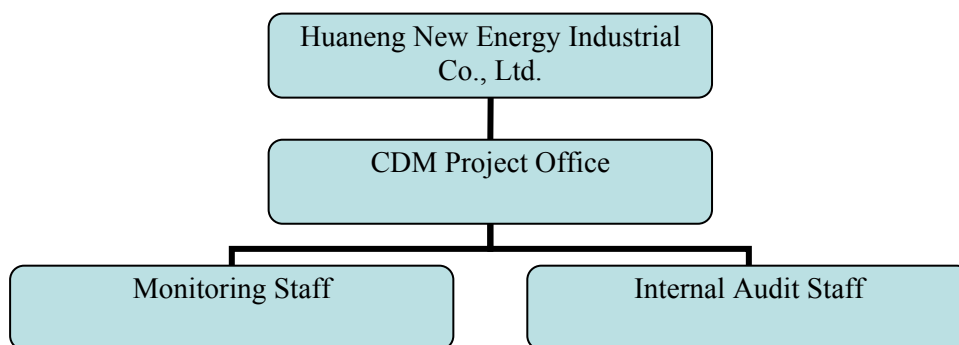 Huaneng New Energy Industrial
Co., Ltd.
CDM Project Office
Monitoring Staff
Internal Audit Staff